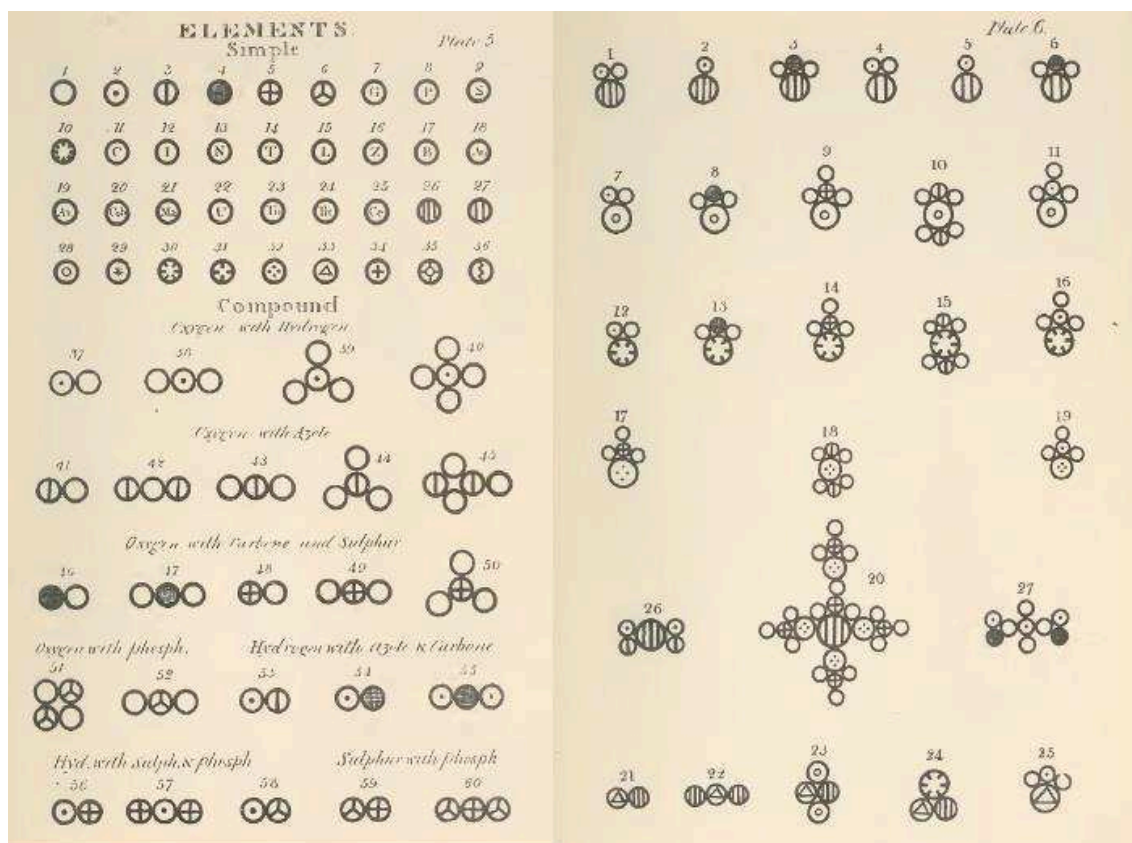 ELEMENTS
Plate 5
Simple
1 2 3 4 5 6 7 8 9
G P S
10 11 12 13 14 15 16 17 18
C I N T L Z B
19 20 21 22 23 24 25 26 27
28 29 30 31 32 33 34 35 36
Compound
Oxygen with Hydrogen
37 38 39 40
Oxygen with Azote
41 42 43 44 45
Oxygen with Carbone and Sulphur
46 47 48 49 50
Oxygen with phosph.
Hydrogen with Azote & Carbone
51 52 53 54 55
Hyd. with Sulph. & phosph
Sulphur with phosph
56 57 58 59 60
Plate 6.
1 2 3 4 5 6
7 8 9 10 11
12 13 14 15 16
17 18 19
20
26 27
21 22 23 24 25